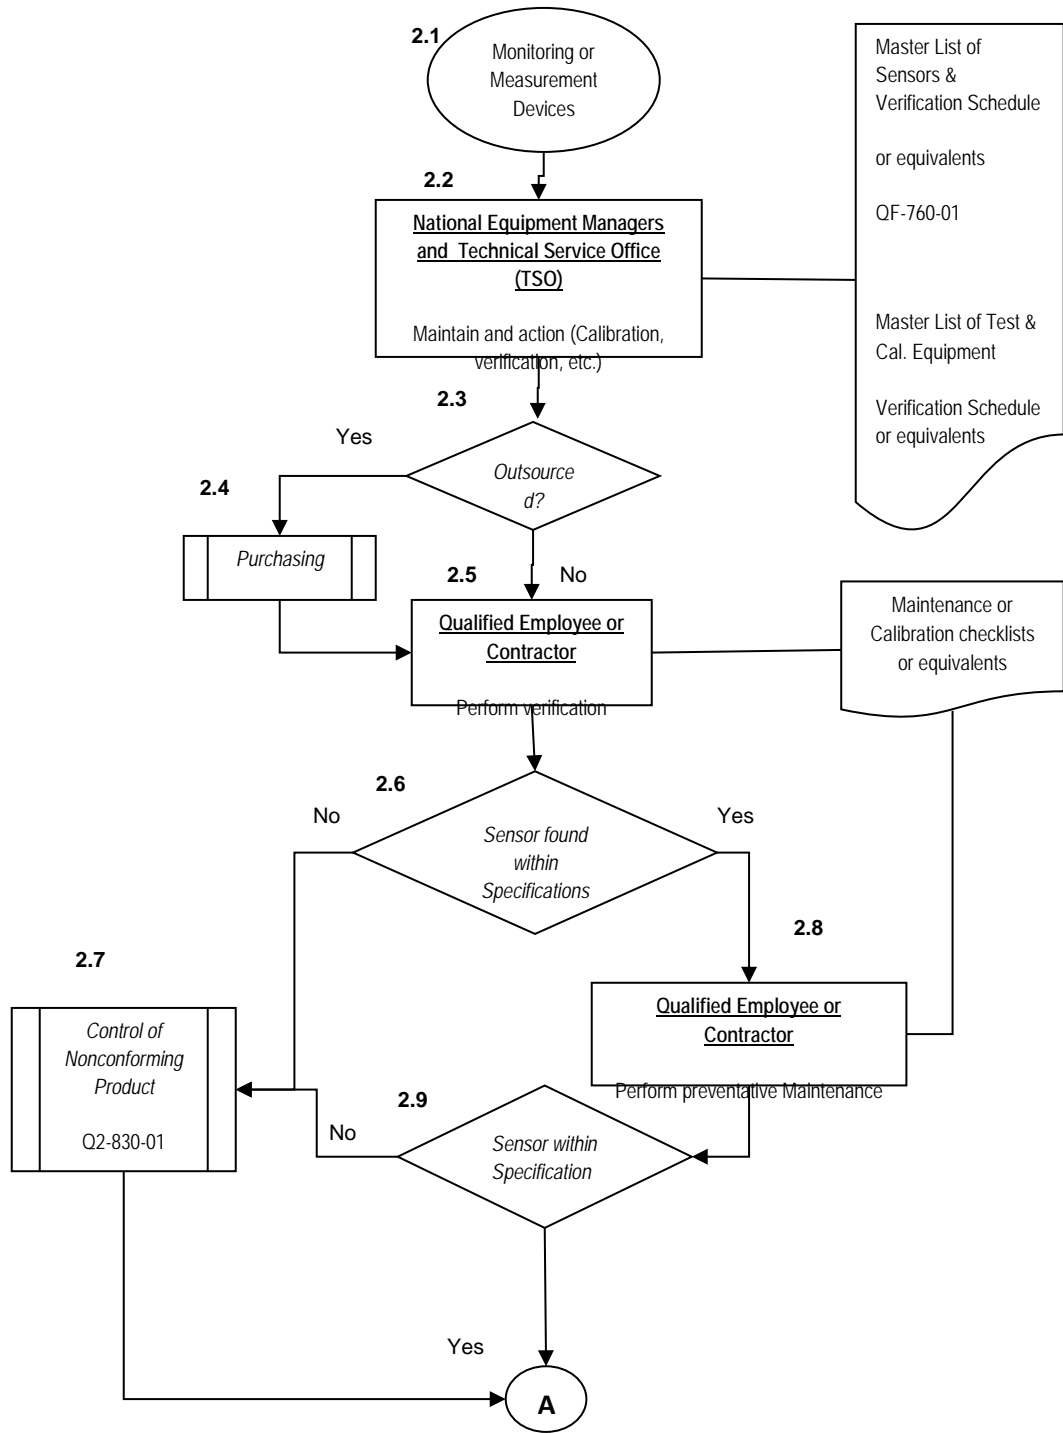 2.1
Monitoring or
Measurement
Devices
Master List of
Sensors &
Verification Schedule
or equivalents
QF-760-01
Master List of Test &
Cal. Equipment
Verification Schedule
or equivalents
2.2
National Equipment Managers
and Technical Service Office
(TSO)
Maintain and action (Calibration,
verification, etc.)
2.3
Yes
Outsource
d?
2.4
Purchasing
No
2.5
Qualified Employee or
Contractor
Perform verification
Maintenance or
Calibration checklists
or equivalents
2.6
No
Yes
Sensor found
within
Specifications
2.8
Qualified Employee or
Contractor
Perform preventative Maintenance
2.7
Control of
Nonconforming
Product
Q2-830-01
2.9
No
Sensor within
Specification
Yes
A